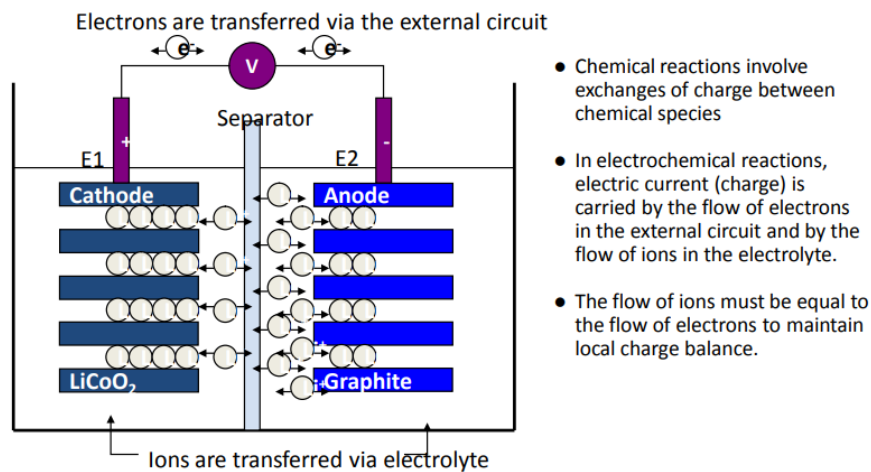 Electrons are transferred via the external circuit
e-
e-
V
Separator
+
-
E1
E2
Cathode
Anode
LiCoO2
Graphite
Ions are transferred via electrolyte
● Chemical reactions involve
exchanges of charge between
chemical species
● In electrochemical reactions,
electric current (charge) is
carried by the flow of electrons
in the external circuit and by the
flow of ions in the electrolyte.
● The flow of ions must be equal to
the flow of electrons to maintain
local charge balance.